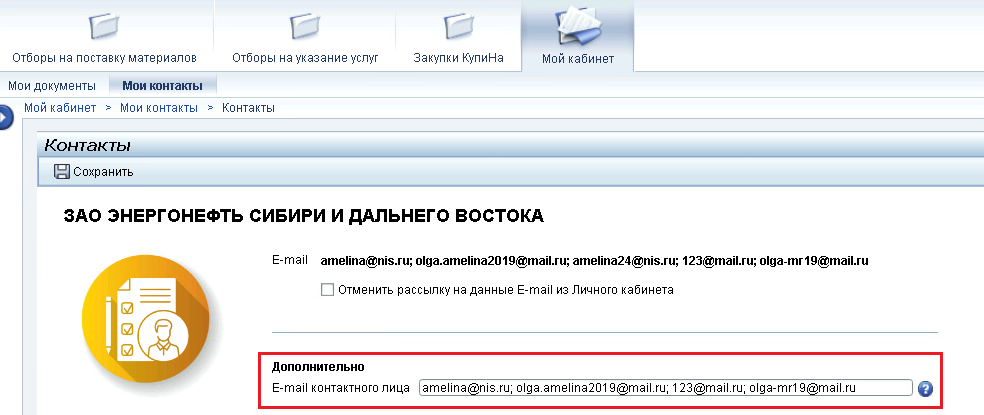 Отборы на поставку материалов Отборы на указание услуг Закупки КупиНа Мой кабинет
Мои документы Мои контакты
Мой кабинет > Мои контакты > Контакты
Контакты
Сохранить
ЗАО ЭНЕРГОНЕФТЬ СИБИРИ И ДАЛЬНЕГО ВОСТОКА
E-mail amelina@nis.ru; olga.amelina2019@mail.ru; amelina24@nis.ru; 123@mail.ru; olga-mr19@mail.ru
Отменить рассылку на данные E-mail из Личного кабинета
Дополнительно
E-mail контактного лица amelina@nis.ru; olga.amelina2019@mail.ru; 123@mail.ru; olga-mr19@mail.ru ?